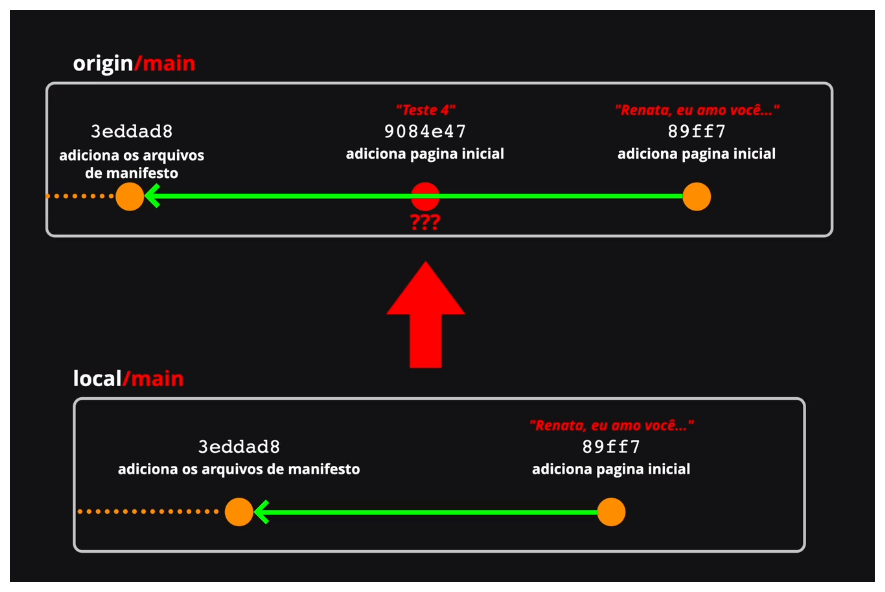 origin/main
"Teste 4"
"Renata, eu amo você..."
3eddad8
9084e47
89ff7
adiciona os arquivos
de manifesto
adiciona pagina inicial
adiciona pagina inicial
???
local/main
"Renata, eu amo você..."
3eddad8
89ff7
adiciona os arquivos de manifesto
adiciona pagina inicial